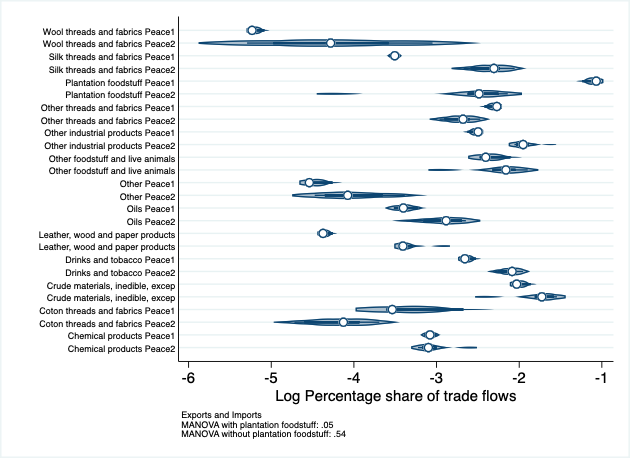 Wool threads and fabrics Peace1
Wool threads and fabrics Peace2
Silk threads and fabrics Peace1
Silk threads and fabrics Peace2
Plantation foodstuff Peace1
Plantation foodstuff Peace2
Other threads and fabrics Peace1
Other threads and fabrics Peace2
Other industrial products Peace1
Other industrial products Peace2
Other foodstuff and live animals
Other foodstuff and live animals
Other Peace1
Other Peace2
Oils Peace1
Oils Peace2
Leather, wood and paper products
Leather, wood and paper products
Drinks and tobacco Peace1
Drinks and tobacco Peace2
Crude materials, inedible, excep
Crude materials, inedible, excep
Coton threads and fabrics Peace1
Coton threads and fabrics Peace2
Chemical products Peace1
Chemical products Peace2
-6 -5 -4 -3 -2 -1
Log Percentage share of trade flows
Exports and Imports
MANOVA with plantation foodstuff: .05
MANOVA without plantation foodstuff: .54